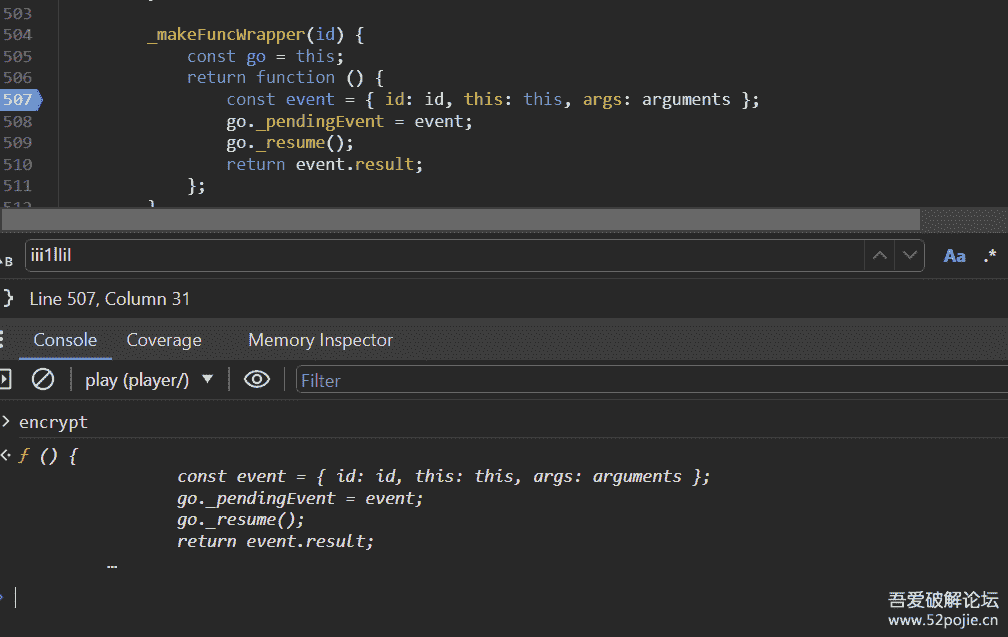 503
504 _makeFuncWrapper(id) {
505 const go = this;
506 return function () {
507 const event = { id: id, this: this, args: arguments };
508 go._pendingEvent = event;
509 go._resume();
510 return event.result;
511 };
512 }
B iii1llil Aa .*
} Line 507, Column 31
Console Coverage Memory Inspector
play (player/) ▼ Filter
> encrypt
<· ƒ () {
const event = { id: id, this: this, args: arguments };
go._pendingEvent = event;
go._resume();
return event.result;
…
>
吾爱破解论坛
www.52pojie.cn